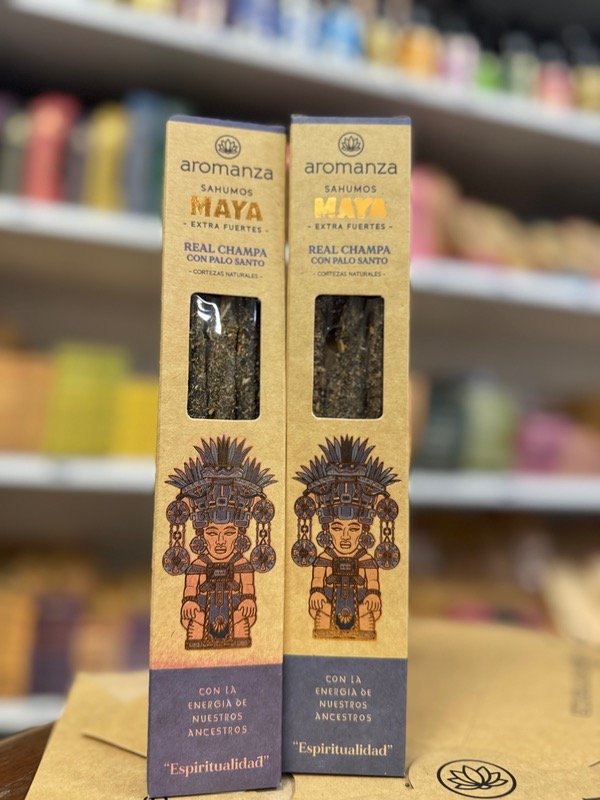 aromanza
SAHUMOS
MAYA
- EXTRA FUERTES -
REAL CHAMPA
CON PALO SANTO
- CORTEZAS NATURALES -
CON LA
ENERGIA DE
NUESTROS
ANCESTROS
"Espiritualidad"
aromanza
SAHUMOS
MAYA
- EXTRA FUERTES -
REAL CHAMPA
CON PALO SANTO
- CORTEZAS NATURALES -
CON LA
ENERGIA DE
NUESTROS
ANCESTROS
"Espiritualidad"